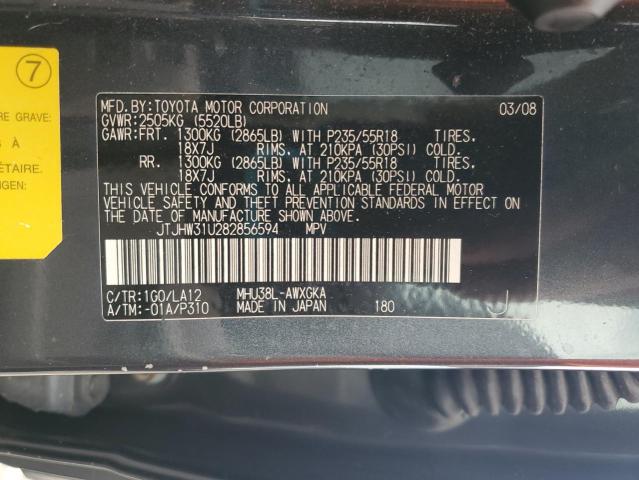 7
RE GRAVE:
S À
ÉTAIRE.
NGEN:
MFD. BY: TOYOTA MOTOR CORPORATION 03/08
GVWR: 2505KG (5520LB)
GAWR: FRT. 1300KG (2865LB) WITH P235/55R18 TIRES.
18X7J RIMS. AT 210KPA (30PSI) COLD.
RR. 1300KG (2865LB) WITH P235/55R18 TIRES.
18X7J RIMS. AT 210KPA (30PSI) COLD.
THIS VEHICLE CONFORMS TO ALL APPLICABLE FEDERAL MOTOR
VEHICLE SAFETY AND THEFT PREVENTION STANDARDS IN EFFECT ON
THE DATE OF MANUFACTURE SHOWN ABOVE.
JTJHW31U282856594 MPV
C/TR: 1G0/LA12 MHU38L-AWXGKA
A/TM: -01A/P310 MADE IN JAPAN 180 J